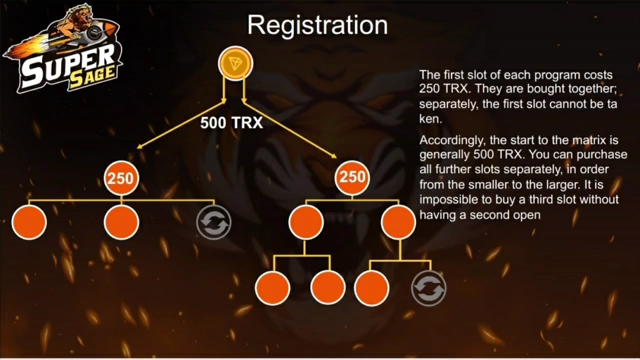 SUPER
SAGE
Registration
500 TRX
250
250
The first slot of each program costs
250 TRX. They are bought together;
separately, the first slot cannot be ta
ken.
Accordingly, the start to the matrix is
generally 500 TRX. You can purchase
all further slots separately, in order
from the smaller to the larger. It is
impossible to buy a third slot without
having a second open